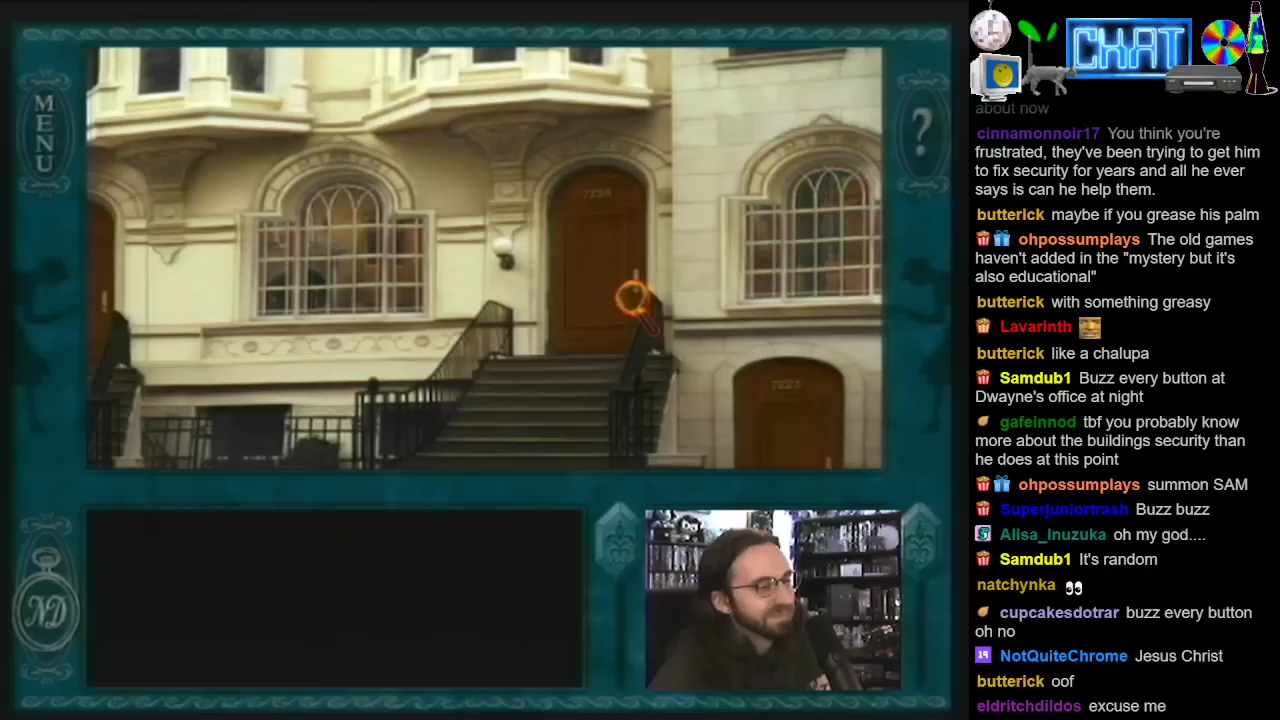 CHAT
about now
cinnamonnoir17 You think you're
frustrated, they've been trying to get him
to fix security for years and all he ever
says is can he help them.
butterick maybe if you grease his palm
ohpossumplays The old games
haven't added in the "mystery but it's
also educational"
butterick with something greasy
Lavarinth
butterick like a chalupa
Samdub1 Buzz every button at
Dwayne's office at night
gafeinnod tbf you probably know
more about the buildings security than
he does at this point
ohpossumplays summon SAM
Superjuniortrash Buzz buzz
Alisa_Inuzuka oh my god....
Samdub1 It's random
natchynka
cupcakesdotrar buzz every button
oh no
19 NotQuiteChrome Jesus Christ
butterick oof
eldritchdildos excuse me
MENU
?
ND